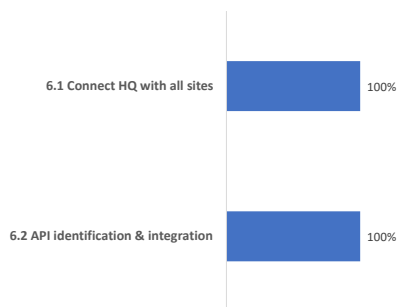 6.1 Connect HQ with all sites 100%
6.2 API identification & integration 100%